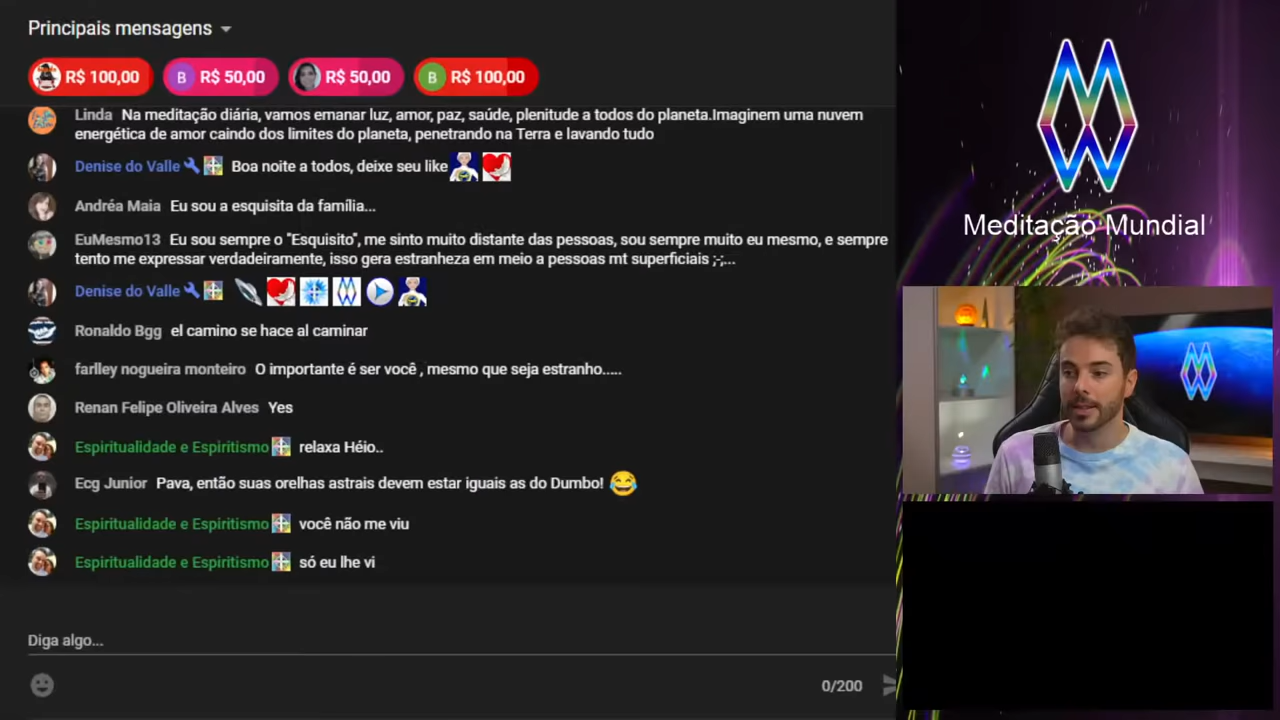 Principais mensagens
R$ 100,00
B R$ 50,00
R$ 50,00
B R$ 100,00
Linda Na meditação diária, vamos emanar luz, amor, paz, saúde, plenitude a todos do planeta.Imaginem uma nuvem
energética de amor caindo dos limites do planeta, penetrando na Terra e lavando tudo
Denise do Valle Boa noite a todos, deixe seu like
Andréa Maia Eu sou a esquisita da família...
EuMesmo13 Eu sou sempre o "Esquisito", me sinto muito distante das pessoas, sou sempre muito eu mesmo, e sempre
tento me expressar verdadeiramente, isso gera estranheza em meio a pessoas mt superficiais ;-;...
Denise do Valle
Ronaldo Bgg el camino se hace al caminar
farlley nogueira monteiro O importante é ser você , mesmo que seja estranho.....
Renan Felipe Oliveira Alves Yes
Espiritualidade e Espiritismo relaxa Héio..
Ecg Junior Pava, então suas orelhas astrais devem estar iguais as do Dumbo!
Espiritualidade e Espiritismo você não me viu
Espiritualidade e Espiritismo só eu lhe vi
Diga algo...
0/200
Meditação Mundial